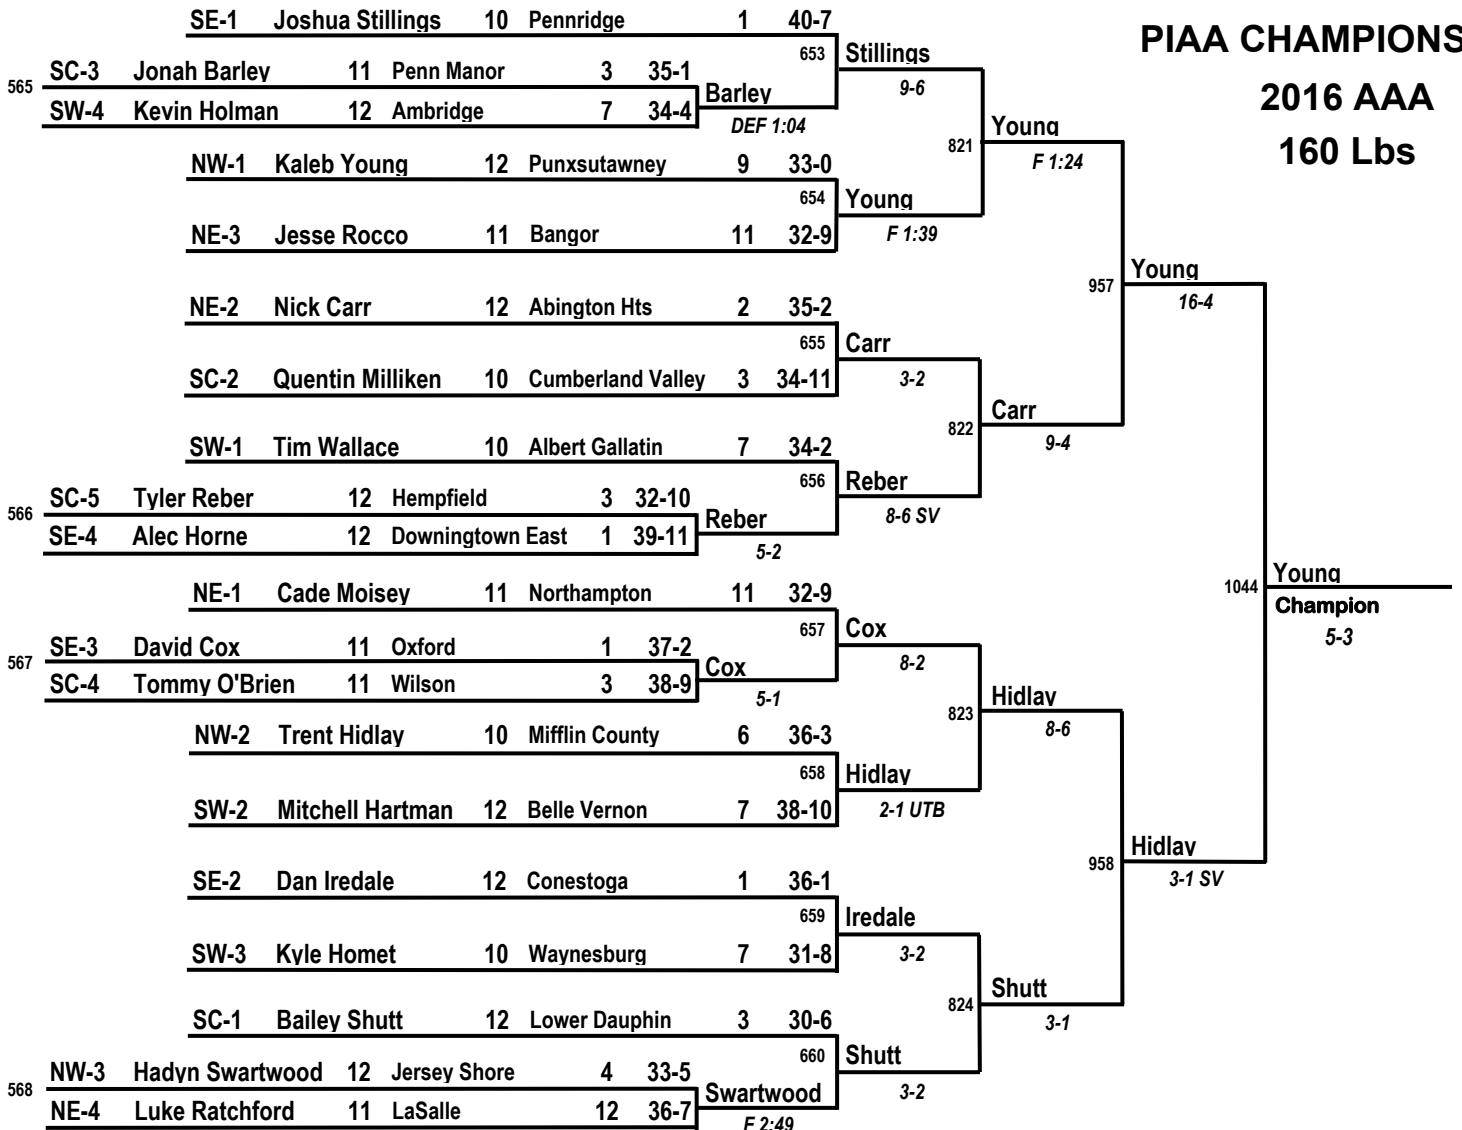 PIAA CHAMPIONS
2016 AAA
160 Lbs
SE-1 Joshua Stillings 10 Pennridge 1 40-7
653 Stillings
9-6
565 SC-3 Jonah Barley 11 Penn Manor 3 35-1
Barley
SW-4 Kevin Holman 12 Ambridge 7 34-4
DEF 1:04
821 Young
F 1:24
NW-1 Kaleb Young 12 Punxsutawney 9 33-0
654 Young
F 1:39
NE-3 Jesse Rocco 11 Bangor 11 32-9
957 Young
16-4
NE-2 Nick Carr 12 Abington Hts 2 35-2
655 Carr
3-2
SC-2 Quentin Milliken 10 Cumberland Valley 3 34-11
822 Carr
9-4
SW-1 Tim Wallace 10 Albert Gallatin 7 34-2
656 Reber
8-6 SV
566 SC-5 Tyler Reber 12 Hempfield 3 32-10
Reber
SE-4 Alec Horne 12 Downingtown East 1 39-11
5-2
1044 Young
Champion
5-3
NE-1 Cade Moisey 11 Northampton 11 32-9
657 Cox
8-2
567 SE-3 David Cox 11 Oxford 1 37-2
Cox
SC-4 Tommy O'Brien 11 Wilson 3 38-9
5-1
823 Hidlay
8-6
NW-2 Trent Hidlay 10 Mifflin County 6 36-3
658 Hidlay
2-1 UTB
SW-2 Mitchell Hartman 12 Belle Vernon 7 38-10
958 Hidlay
3-1 SV
SE-2 Dan Iredale 12 Conestoga 1 36-1
659 Iredale
3-2
SW-3 Kyle Homet 10 Waynesburg 7 31-8
824 Shutt
3-1
SC-1 Bailey Shutt 12 Lower Dauphin 3 30-6
660 Shutt
3-2
568 NW-3 Hadyn Swartwood 12 Jersey Shore 4 33-5
Swartwood
NE-4 Luke Ratchford 11 LaSalle 12 36-7
F 2:49